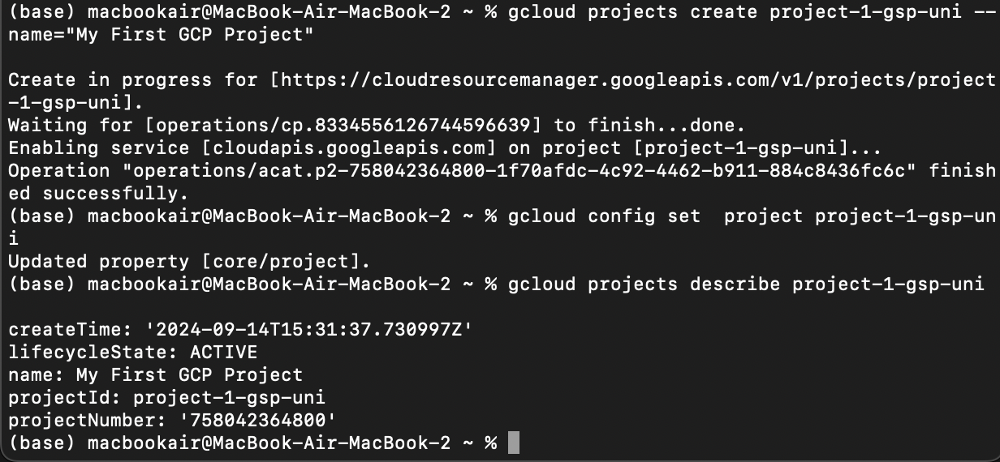 (base) macbookair@MacBook-Air-MacBook-2 ~ % gcloud projects create project-1-gsp-uni --
name="My First GCP Project"
Create in progress for [https://cloudresourcemanager.googleapis.com/v1/projects/project
-1-gsp-uni].
Waiting for [operations/cp.8334556126744596639] to finish...done.
Enabling service [cloudapis.googleapis.com] on project [project-1-gsp-uni]...
Operation "operations/acat.p2-758042364800-1f70afdc-4c92-4462-b911-884c8436fc6c" finish
ed successfully.
(base) macbookair@MacBook-Air-MacBook-2 ~ % gcloud config set  project project-1-gsp-un
i
Updated property [core/project].
(base) macbookair@MacBook-Air-MacBook-2 ~ % gcloud projects describe project-1-gsp-uni
createTime: '2024-09-14T15:31:37.730997Z'
lifecycleState: ACTIVE
name: My First GCP Project
projectId: project-1-gsp-uni
projectNumber: '758042364800'
(base) macbookair@MacBook-Air-MacBook-2 ~ %